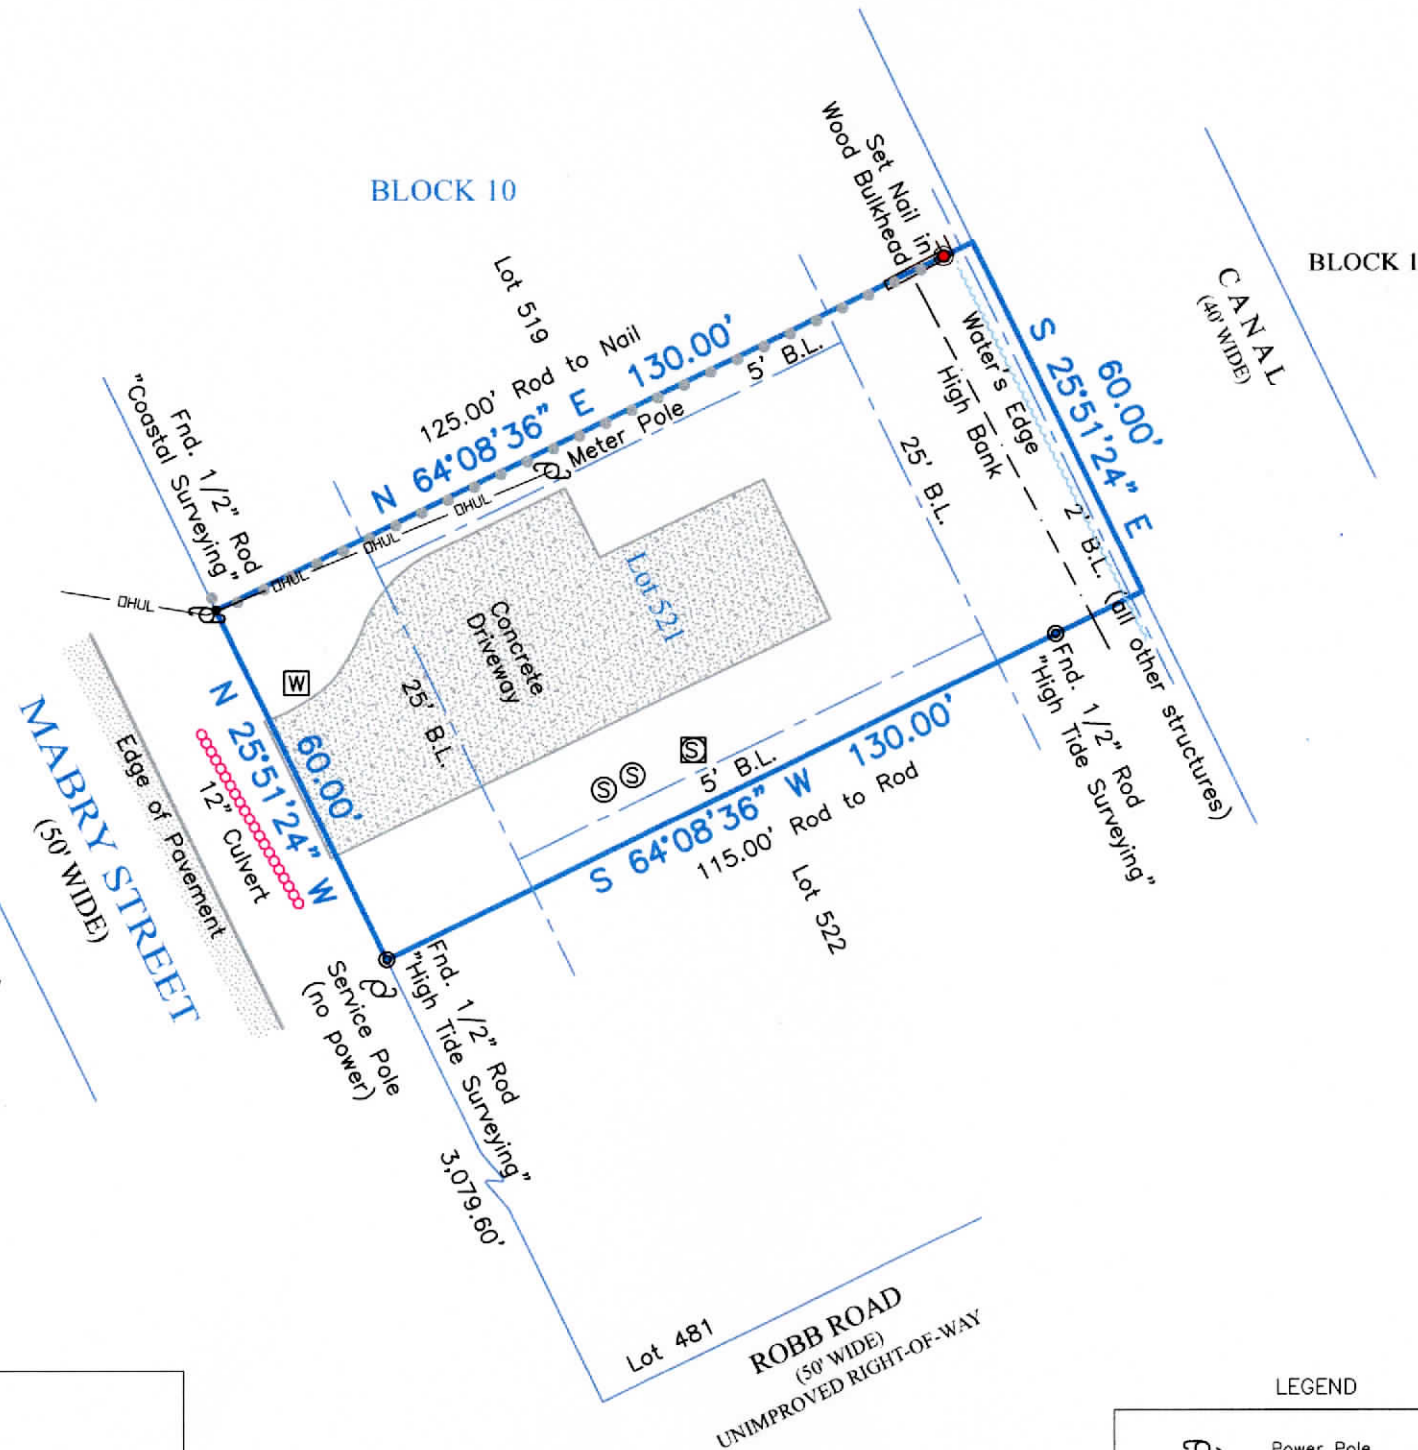 BLOCK 10
Set Nail in
Wood Bulkhead
CANAL
(40' WIDE)
BLOCK 1
Lot 519
125.00' Rod to Nail
N 64°08'36" E 130.00'
5' B.L.
Meter Pole
Fnd. 1/2" Rod
"Coastal Surveying"
OHUL
OHUL
OHUL
OHUL
Water's Edge
High Bank
S 25°51'24" E
60.00'
25' B.L.
2' B.L. (all other structures)
Lot 521
Concrete
Driveway
25' B.L.
W
N 25°51'24" W
60.00'
12" Culvert
Edge of Pavement
MABRY STREET
(50' WIDE)
S
S
S
5' B.L.
S 64°08'36" W 130.00'
115.00' Rod to Rod
Lot 522
Fnd. 1/2" Rod
"High Tide Surveying"
Fnd. 1/2" Rod
"High Tide Surveying"
Service Pole
(no power)
3,079.60'
Lot 481
ROBB ROAD
(50' WIDE)
UNIMPROVED RIGHT-OF-WAY
LEGEND
Power Pole